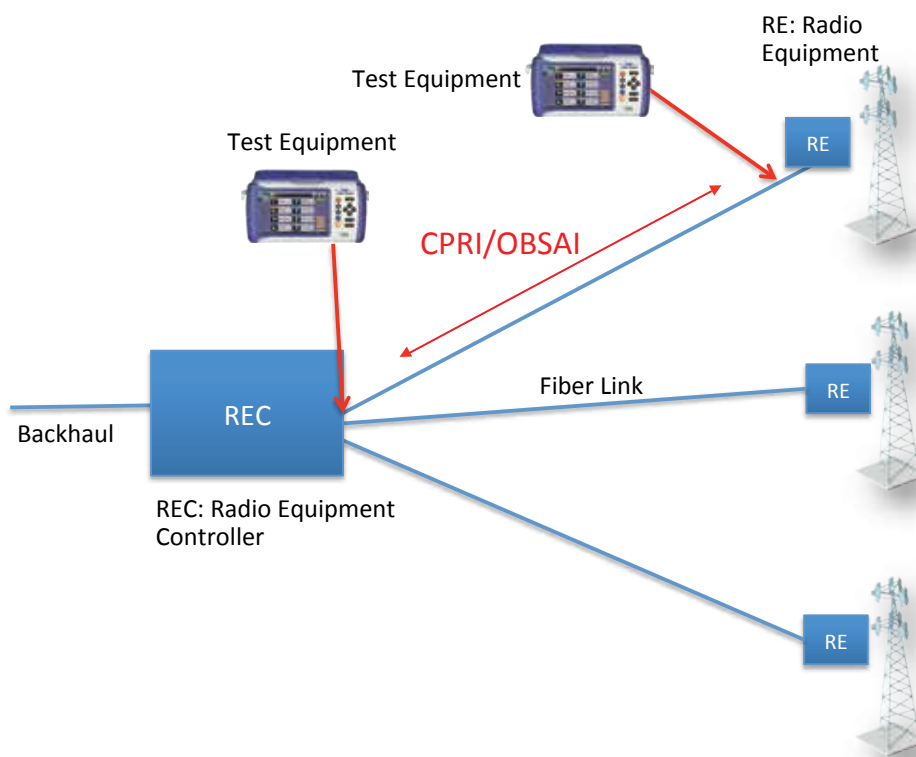 RE: Radio
Equipment
Test Equipment
RE
Test Equipment
CPRI/OBSAI
Fiber Link
RE
REC
Backhaul
REC: Radio Equipment
Controller
RE